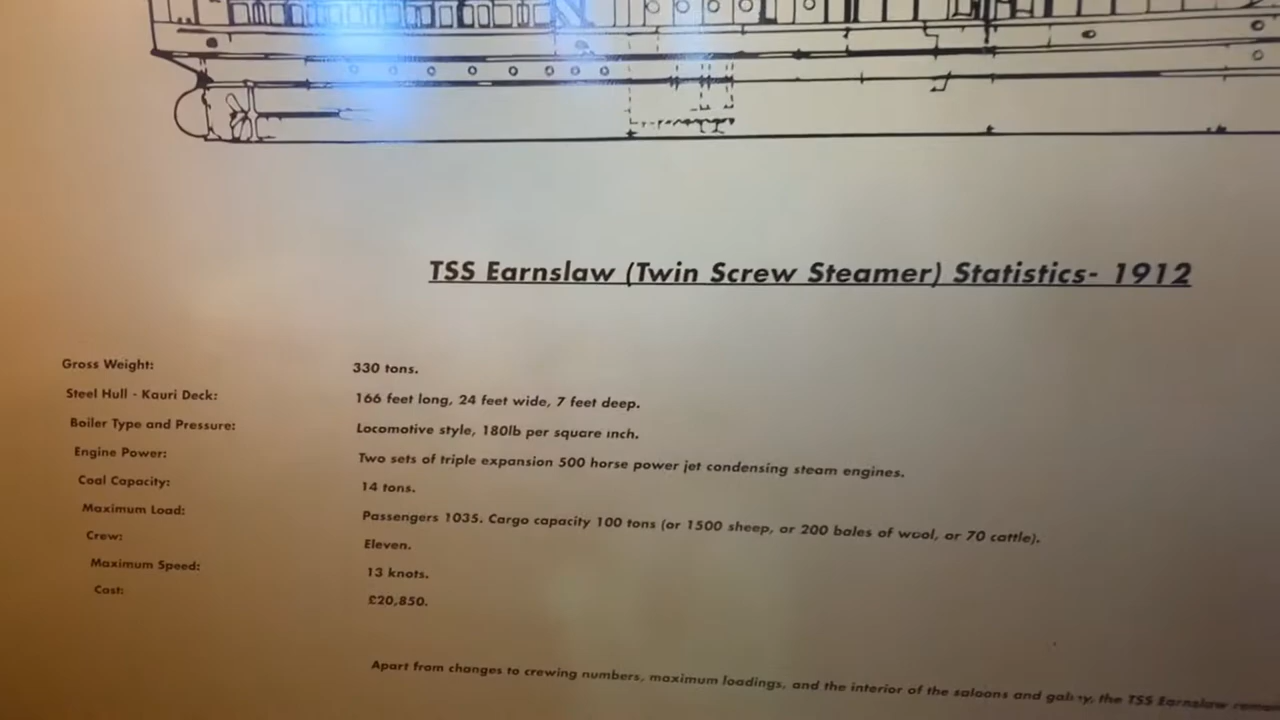 TSS Earnslaw (Twin Screw Steamer) Statistics- 1912
Gross Weight: 330 tons.
Steel Hull - Kauri Deck: 166 feet long, 24 feet wide, 7 feet deep.
Boiler Type and Pressure: Locomotive style, 180lb per square inch.
Engine Power: Two sets of triple expansion 500 horse power jet condensing steam engines.
Coal Capacity: 14 tons.
Maximum Load: Passengers 1035. Cargo capacity 100 tons (or 1500 sheep, or 200 bales of wool, or 70 cattle).
Crew: Eleven.
Maximum Speed: 13 knots.
Cost: £20,850.
Apart from changes to crewing numbers, maximum loadings, and the interior of the saloons and galley, the TSS Earnslaw